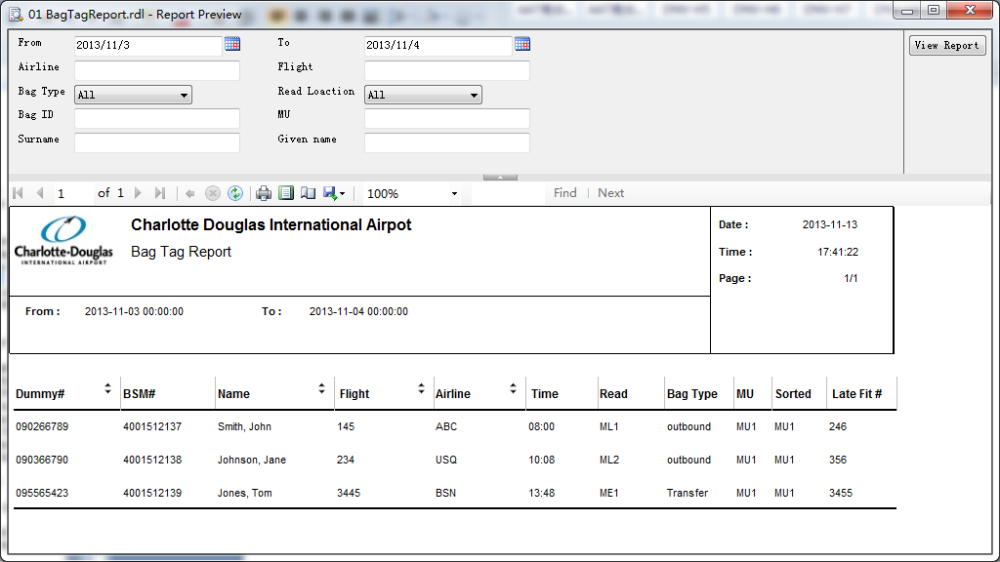 01 BagTagReport.rdl - Report Preview
From 2013/11/3 To 2013/11/4 View Report
Airline Flight
Bag Type All Read Loaction All
Bag ID MU
Surname Given name
1 of 1 100% Find Next
Charlotte Douglas International Airpot
Bag Tag Report
Charlotte-Douglas
INTERNATIONAL AIRPORT
Date : 2013-11-13
Time : 17:41:22
Page : 1/1
From : 2013-11-03 00:00:00 To : 2013-11-04 00:00:00
Dummy# BSM# Name Flight Airline Time Read Bag Type MU Sorted Late Fit #
090266789 4001512137 Smith, John 145 ABC 08:00 ML1 outbound MU1 MU1 246
090366790 4001512138 Johnson, Jane 234 USQ 10:08 ML2 outbound MU1 MU1 356
095565423 4001512139 Jones, Tom 3445 BSN 13:48 ME1 Transfer MU1 MU1 3455